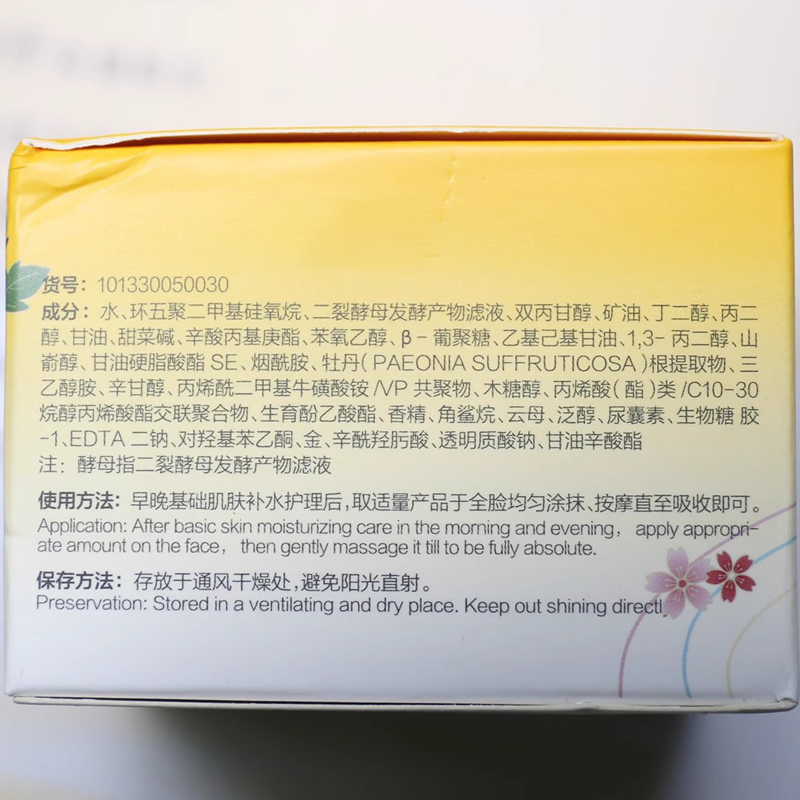 货号：101330050030
成分：水、环五聚二甲基硅氧烷、二裂酵母发酵产物滤液、双丙甘醇、矿油、丁二醇、丙二
醇、甘油、甜菜碱、辛酸丙基庚酯、苯氧乙醇、β-葡聚糖、乙基己基甘油、1,3-丙二醇、山
嵛醇、甘油硬脂酸酯 SE、烟酰胺、牡丹（PAEONIA SUFFRUTICOSA）根提取物、三
乙醇胺、辛甘醇、丙烯酰二甲基牛磺酸铵/VP 共聚物、木糖醇、丙烯酸（酯）类/C10-30
烷醇丙烯酸酯交联聚合物、生育酚乙酸酯、香精、角鲨烷、云母、泛醇、尿囊素、生物糖胶
-1、EDTA 二钠、对羟基苯乙酮、金、辛酰羟肟酸、透明质酸钠、甘油辛酸酯
注：酵母指二裂酵母发酵产物滤液
使用方法：早晚基础肌肤补水护理后，取适量产品于全脸均匀涂抹、按摩直至吸收即可。
Application: After basic skin moisturizing care in the morning and evening， apply appropri-
ate amount on the face， then gently massage it till to be fully absolute.
保存方法：存放于通风干燥处，避免阳光直射。
Preservation: Stored in a ventilating and dry place. Keep out shining directl